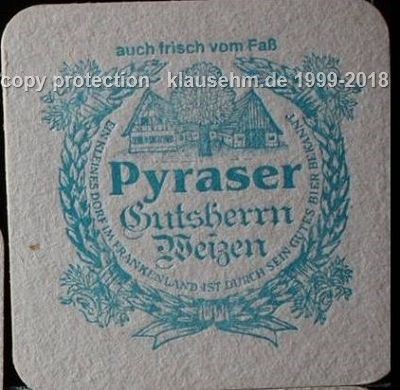 auch frisch vom Faß
copy protection - klausehm.de 1999-2018
EIN KLEINES DORF IM FRANKENLAND IST DURCH SEIN GUTES BIER BEKANNT
Pyraser
Gutsherrn
Weizen